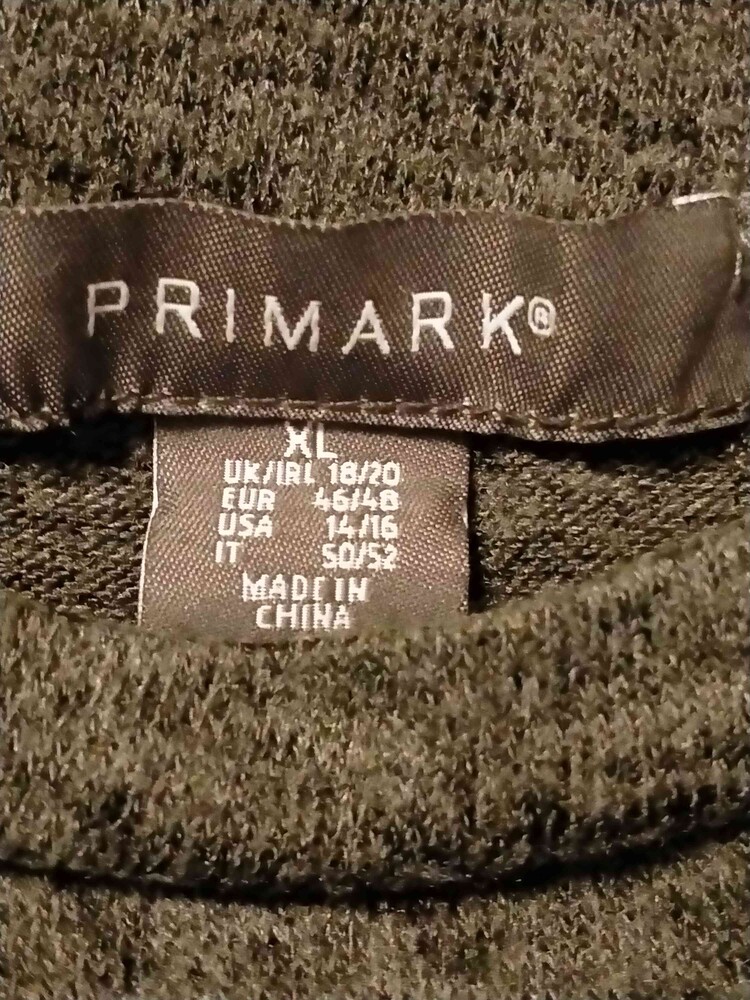 PRIMARK®
XL
UK/IRL 18/20
EUR 46/48
USA 14/16
IT 50/52
MADE IN
CHINA